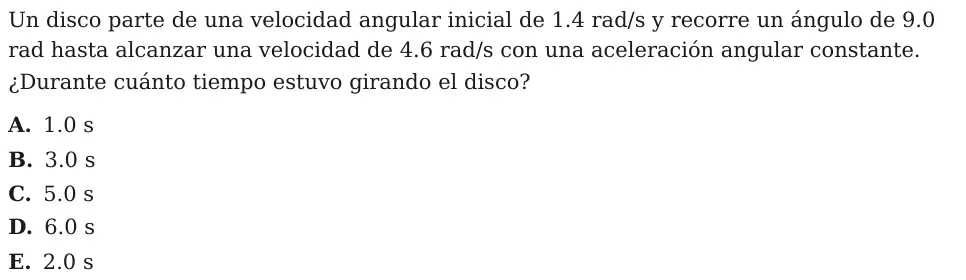 Un disco parte de una velocidad angular inicial de 1.4 rad/s y recorre un ángulo de 9.0
rad hasta alcanzar una velocidad de 4.6 rad/s con una aceleración angular constante.
¿Durante cuánto tiempo estuvo girando el disco?
A. 1.0 s
B. 3.0 s
C. 5.0 s
D. 6.0 s
E. 2.0 s